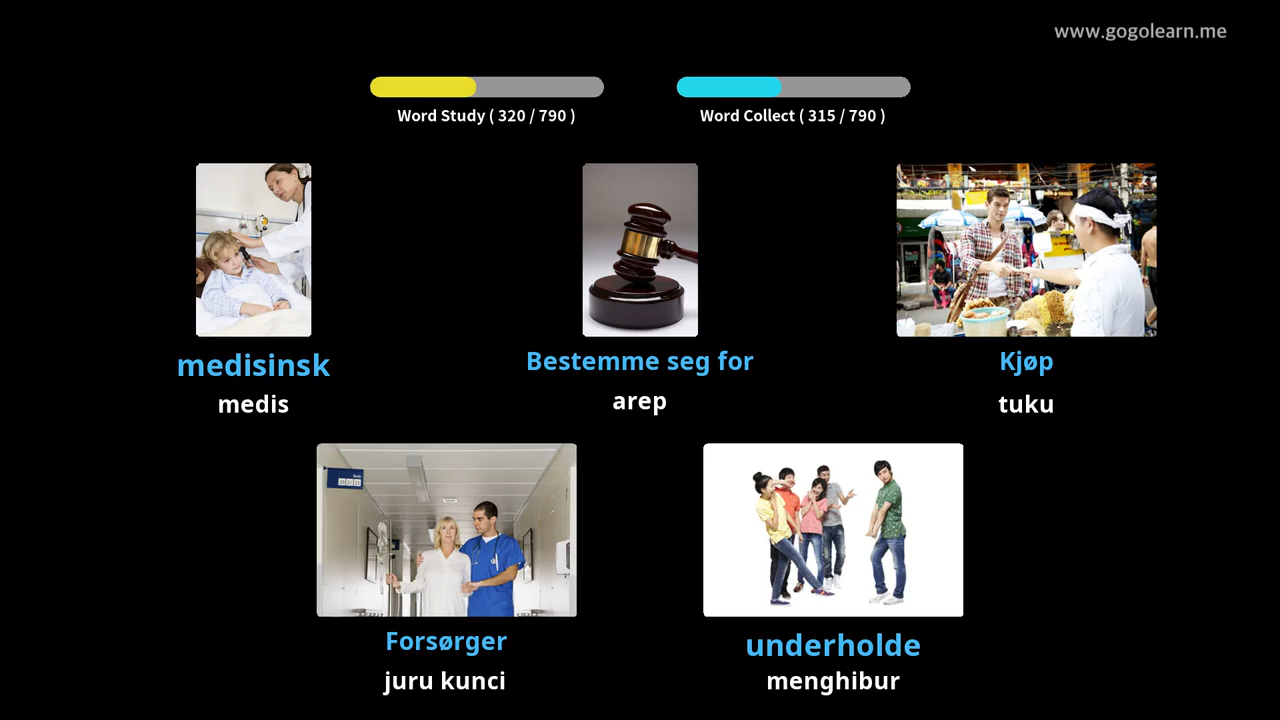 www.gogolearn.me
Word Study ( 320 / 790 )
Word Collect ( 315 / 790 )
medisinsk
medis
Bestemme seg for
arep
Kjøp
tuku
Forsørger
juru kunci
underholde
menghibur